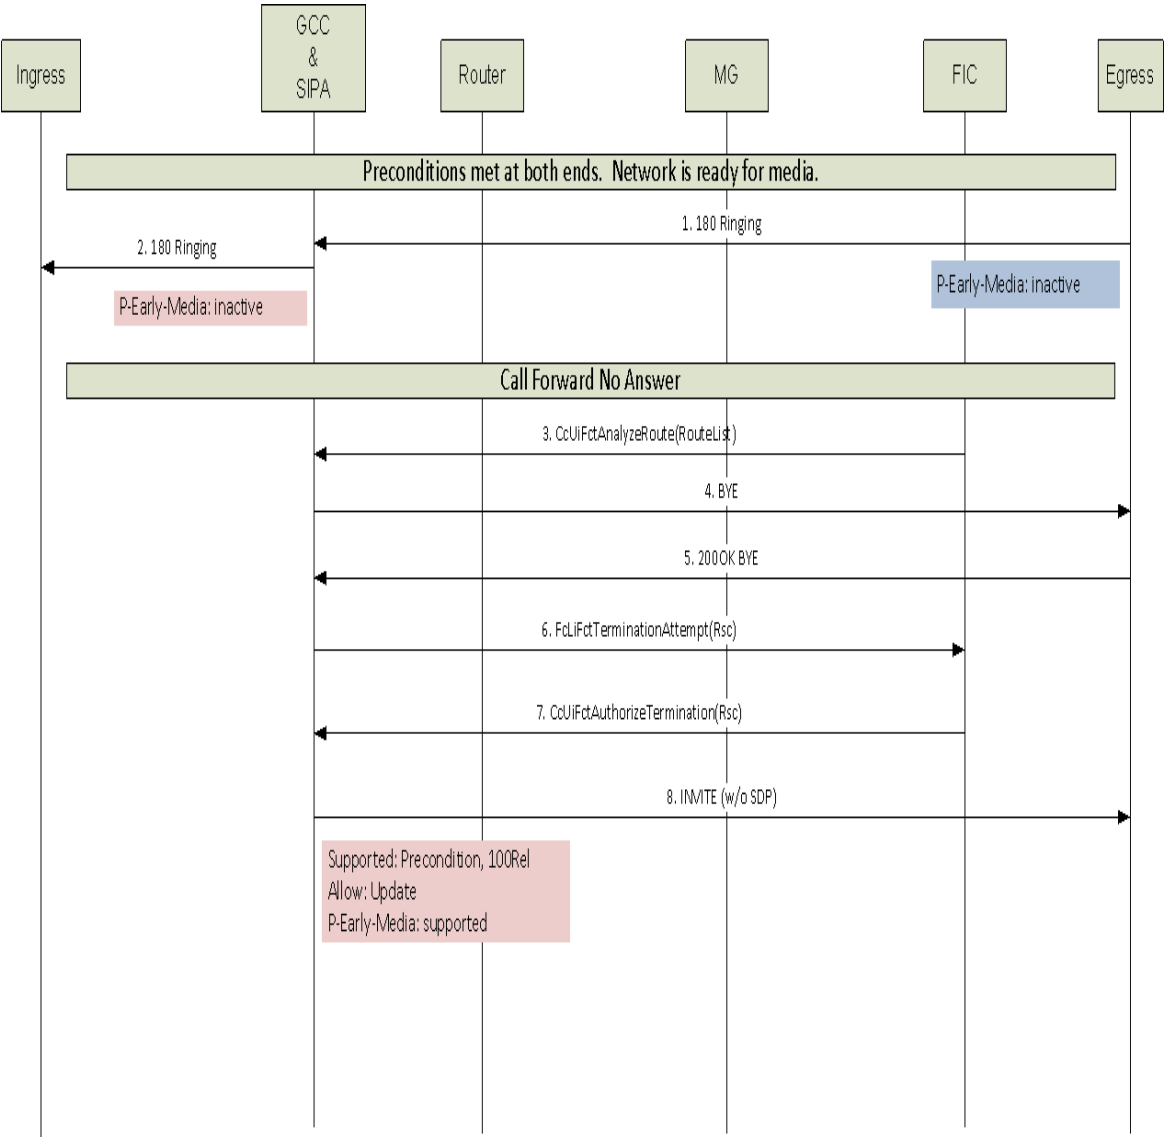 Ingress
GCC
&
SIPA
Router
MG
FIC
Egress
Preconditions met at both ends.  Network is ready for media.
1. 180 Ringing
2. 180 Ringing
P-Early-Media: inactive
P-Early-Media: inactive
Call Forward No Answer
3. CcUiFctAnalyzeRoute(RouteList)
4. BYE
5. 200OK BYE
6. FcLiFctTerminationAttempt(Rsc)
7. CcUiFctAuthorizeTermination(Rsc)
8. INVITE (w/o SDP)
Supported: Precondition, 100Rel
Allow: Update
P-Early-Media: supported